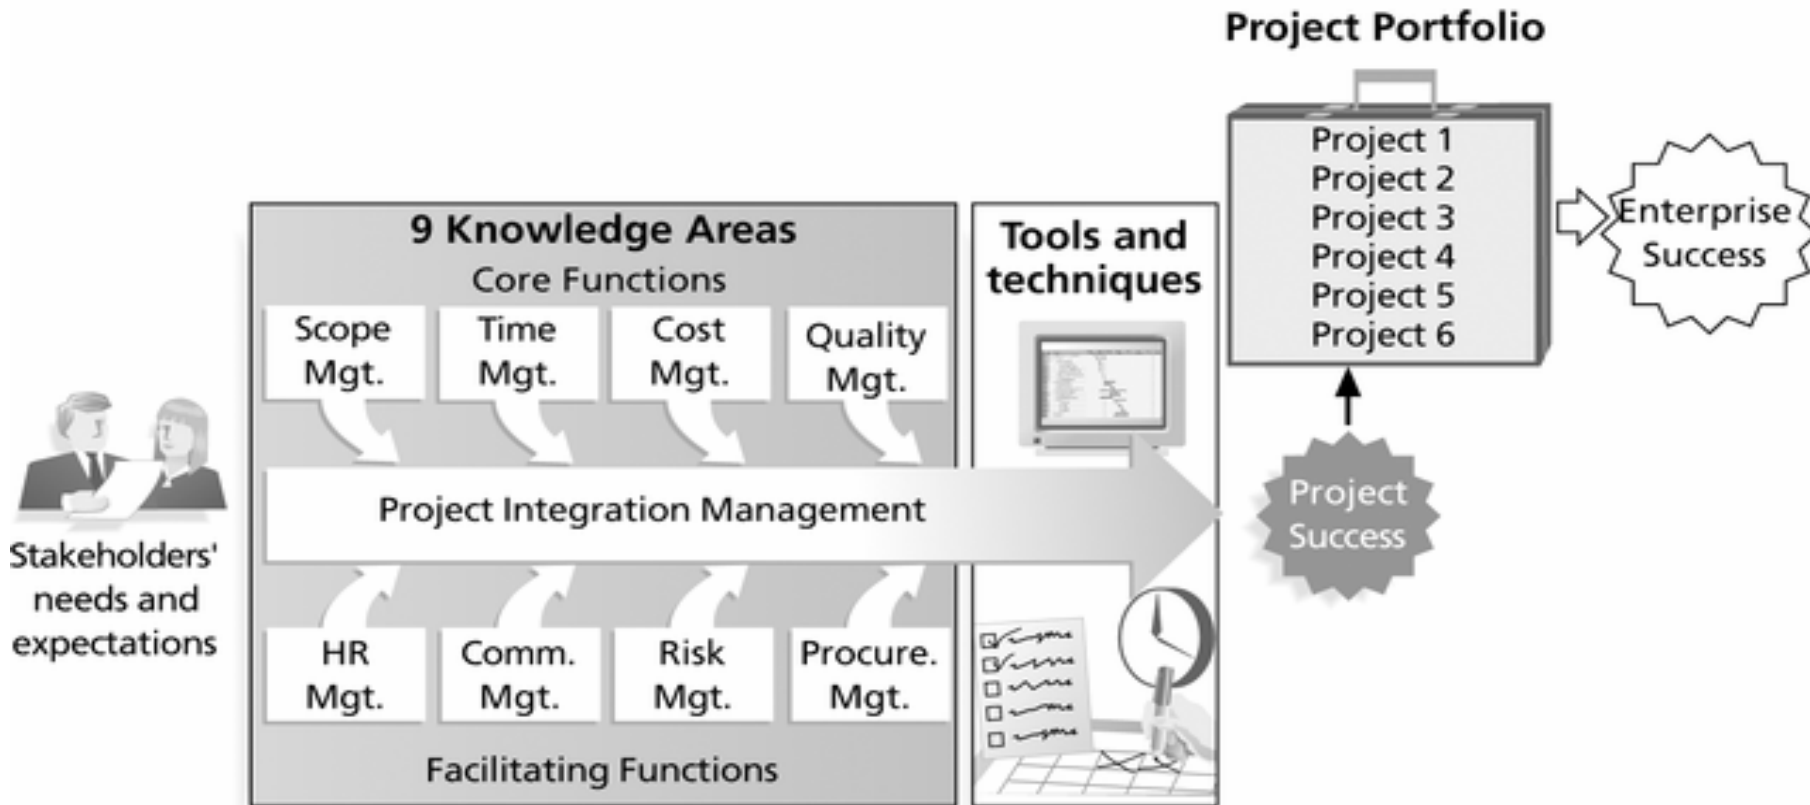 Project Portfolio
Project 1
Project 2
Project 3
Project 4
Project 5
Project 6
Enterprise
Success
9 Knowledge Areas
Core Functions
Scope
Mgt.
Time
Mgt.
Cost
Mgt.
Quality
Mgt.
Tools and
techniques
Stakeholders'
needs and
expectations
Project Integration Management
Project
Success
HR
Mgt.
Comm.
Mgt.
Risk
Mgt.
Procure.
Mgt.
Facilitating Functions